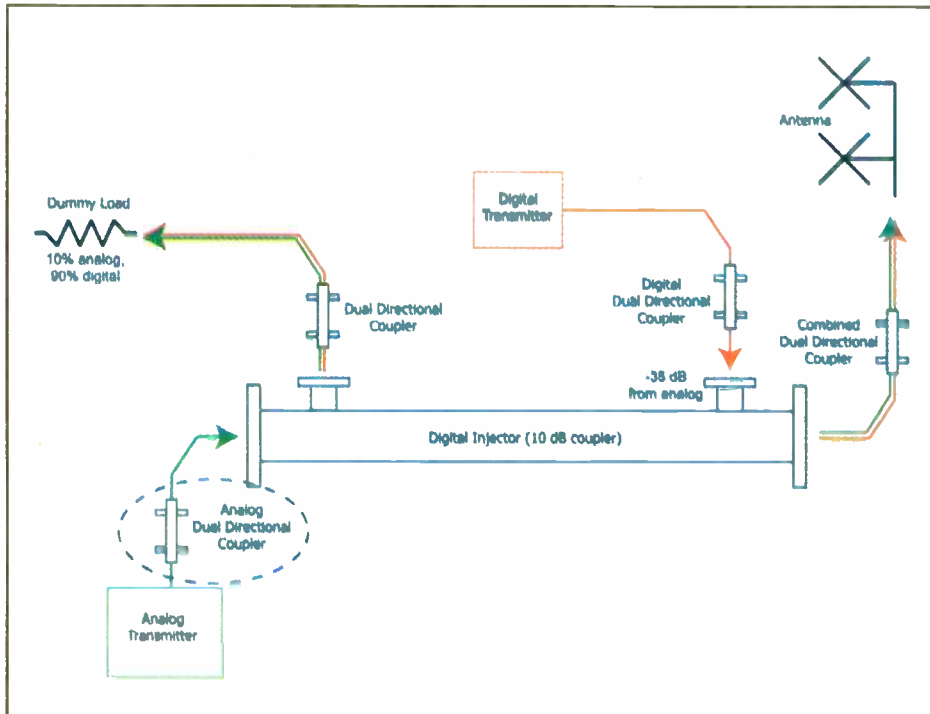 Antenna
Dummy Load
10% analog,
90% digital
Digital
Transmitter
Dual Directional
Coupler
Digital
Dual Directional
Coupler
Combined
Dual Directional
Coupler
-38 dB
from analog
Digital Injector (10 dB coupler)
Analog
Dual Directional
Coupler
Analog
Transmitter